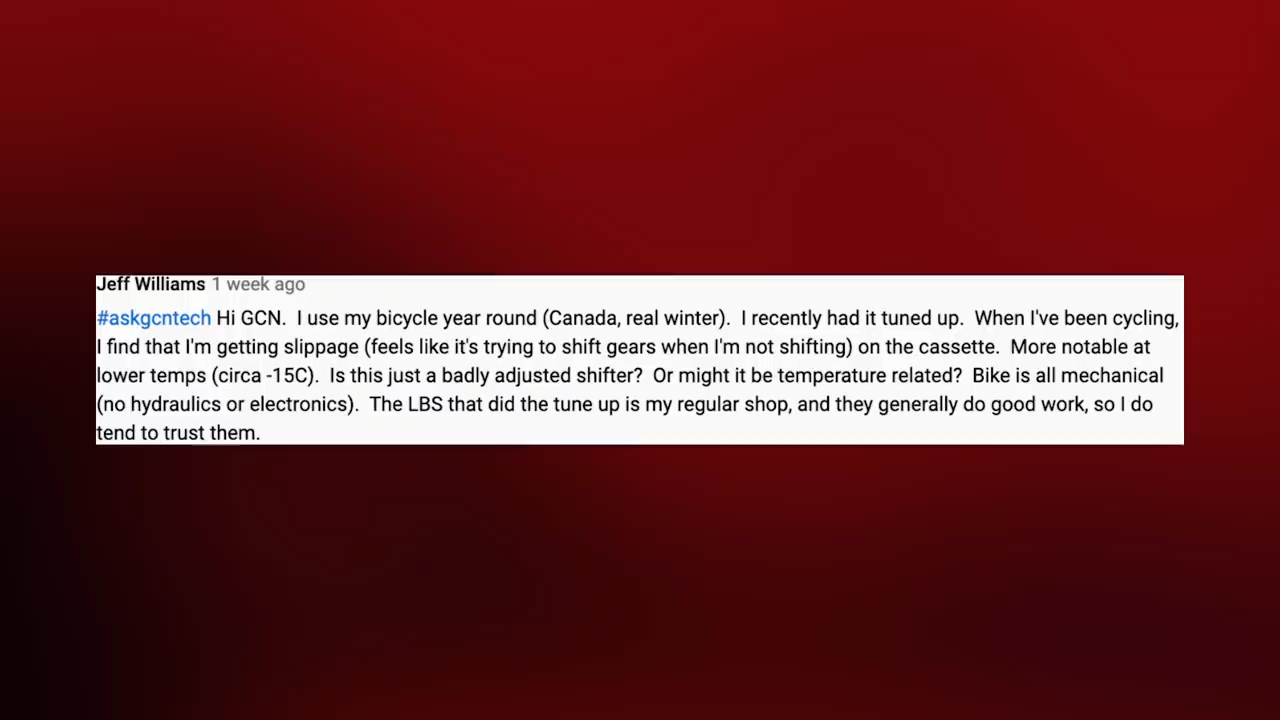 Jeff Williams 1 week ago
#askgcntech Hi GCN.  I use my bicycle year round (Canada, real winter).  I recently had it tuned up.  When I've been cycling,
I find that I'm getting slippage (feels like it's trying to shift gears when I'm not shifting) on the cassette.  More notable at
lower temps (circa -15C).  Is this just a badly adjusted shifter?  Or might it be temperature related?  Bike is all mechanical
(no hydraulics or electronics).  The LBS that did the tune up is my regular shop, and they generally do good work, so I do
tend to trust them.